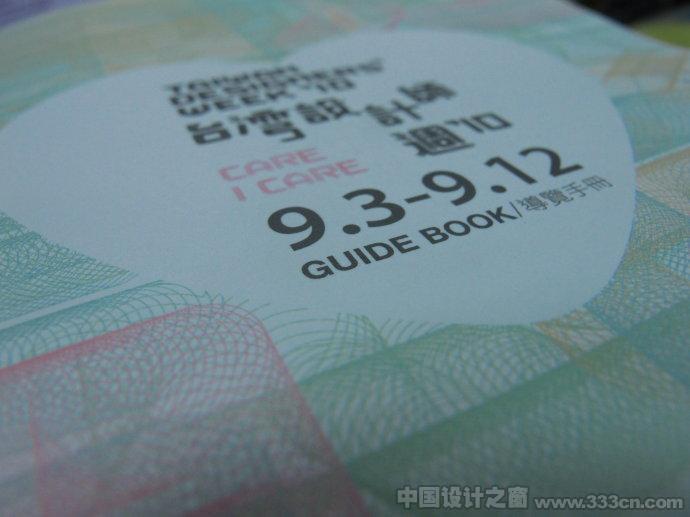 TAIWAN
DESIGNERS'
WEEK '10
台灣設計師
週'10
CARE
I CARE
9.3-9.12
GUIDE BOOK/導覽手冊
中国设计之窗 www.333cn.com